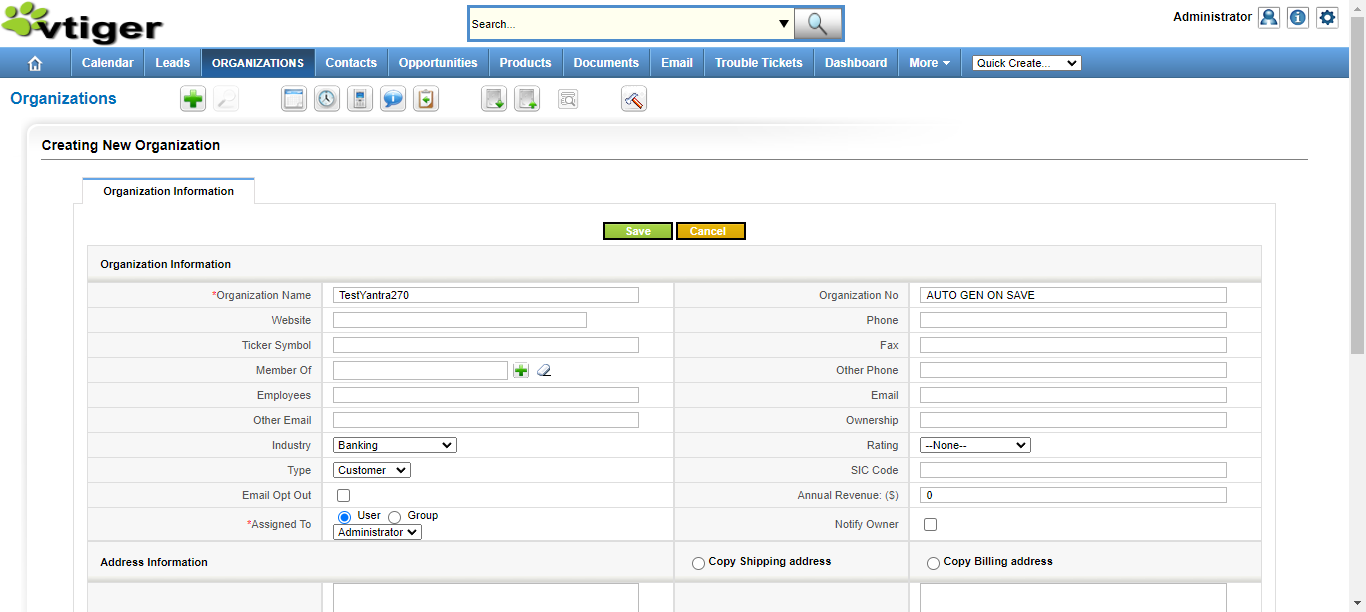 vtiger
Search...
Administrator
Calendar Leads ORGANIZATIONS Contacts Opportunities Products Documents Email Trouble Tickets Dashboard More Quick Create...
Organizations
Creating New Organization
Organization Information
Save Cancel
Organization Information
*Organization Name TestYantra270 Organization No AUTO GEN ON SAVE
Website Phone
Ticker Symbol Fax
Member Of Other Phone
Employees Email
Other Email Ownership
Industry Banking Rating --None--
Type Customer SIC Code
Email Opt Out Annual Revenue: ($) 0
User Group
*Assigned To Notify Owner
Administrator
Address Information Copy Shipping address Copy Billing address